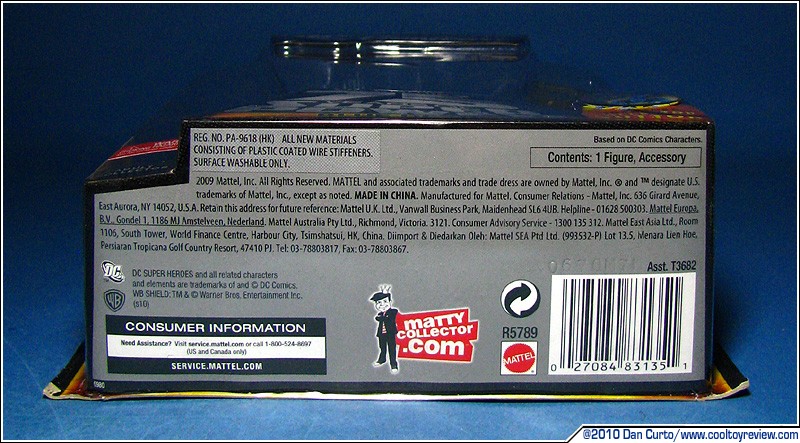 REG. NO. PA-9618 (HK) ALL NEW MATERIALS
CONSISTING OF PLASTIC COATED WIRE STIFFENERS.
SURFACE WASHABLE ONLY.
Based on DC Comics Characters.
Contents: 1 Figure, Accessory
2009 Mattel, Inc. All Rights Reserved. MATTEL and associated trademarks and trade dress are owned by Mattel, Inc. ® and ™ designate U.S.
trademarks of Mattel, Inc., except as noted. MADE IN CHINA. Manufactured for Mattel. Consumer Relations - Mattel, Inc. 636 Girard Avenue,
East Aurora, NY 14052, U.S.A. Retain this address for future reference: Mattel U.K. Ltd., Vanwall Business Park, Maidenhead SL6 4UB. Helpline - 01628 500303. Mattel Europa,
B.V., Gondel 1, 1186 MJ Amstelveen, Nederland. Mattel Australia Pty Ltd., Richmond, Victoria. 3121. Consumer Advisory Service - 1300 135 312. Mattel East Asia Ltd., Room
1106, South Tower, World Finance Centre, Harbour City, Tsimshatsui, HK, China. Diimport & Diedarkan Oleh: Mattel SEA Ptd Ltd. (993532-P) Lot 13.5, Menara Lien Hoe,
Persiaran Tropicana Golf Country Resort, 47410 PJ. Tel: 03-78803817, Fax: 03-78803867.
Asst. T3682
DC
DC SUPER HEROES and all related characters
and elements are trademarks of and © DC Comics.
WB SHIELD: TM & © Warner Bros. Entertainment Inc.
(s10)
WB
CONSUMER INFORMATION
Need Assistance? Visit service.mattel.com or call 1-800-524-8697
(US and Canada only)
SERVICE.MATTEL.COM
MATTY
COLLECTOR
.COM
R5789
MATTEL
0 27084 83135 1
©2010 Dan Curto/www.cooltoyreview.com